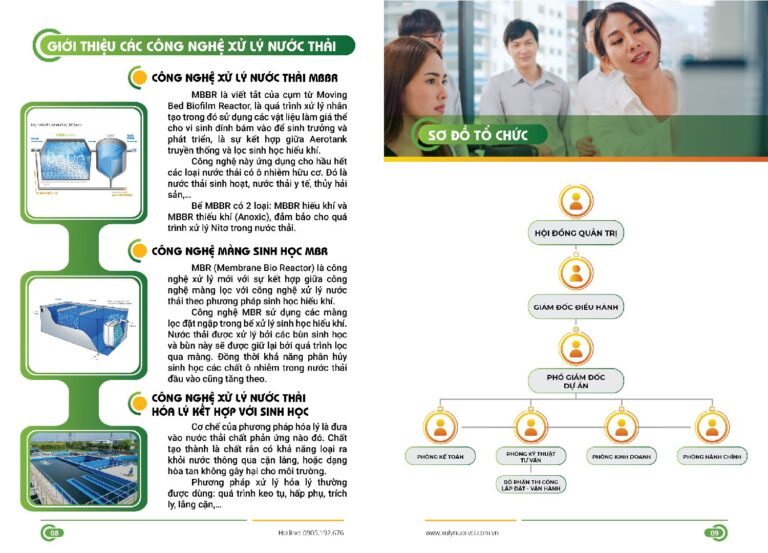 GIỚI THIỆU CÁC CÔNG NGHỆ XỬ LÝ NƯỚC THẢI
CÔNG NGHỆ XỬ LÝ NƯỚC THẢI MBBR
MBBR là viết tắt của cụm từ Moving
Bed Biofilm Reactor, là quá trình xử lý nhân
tạo trong đó sử dụng các vật liệu làm giá thể
cho vi sinh dính bám vào để sinh trưởng và
phát triển, là sự kết hợp giữa Aerotank
truyền thống và lọc sinh học hiếu khí.
Công nghệ này ứng dụng cho hầu hết
các loại nước thải có ô nhiễm hữu cơ. Đó là
nước thải sinh hoạt, nước thải y tế, thủy hải
sản,...
Bể MBBR có 2 loại: MBBR hiếu khí và
MBBR thiếu khí (Anoxic), đảm bảo cho quá
trình xử lý Nito trong nước thải.
CÔNG NGHỆ MÀNG SINH HỌC MBR
MBR (Membrane Bio Reactor) là công
nghệ xử lý mới với sự kết hợp giữa công
nghệ màng lọc với công nghệ xử lý nước
thải theo phương pháp sinh học hiếu khí.
Công nghệ MBR sử dụng các màng
lọc đặt ngập trong bể xử lý sinh học hiếu khí.
Nước thải được xử lý bởi các bùn sinh học
và bùn này sẽ được giữ lại bởi quá trình lọc
qua màng. Đồng thời khả năng phân hủy
sinh học các chất ô nhiễm trong nước thải
đầu vào cũng tăng theo.
CÔNG NGHỆ XỬ LÝ NƯỚC THẢI
HÓA LÝ KẾT HỢP VỚI SINH HỌC
Cơ chế của phương pháp hóa lý là đưa
vào nước thải chất phản ứng nào đó. Chất
tạo thành là chất rắn có khả năng loại ra
khỏi nước thông qua cặn lắng, hoặc dạng
hòa tan không gây hại cho môi trường.
Phương pháp xử lý hóa lý thường
được dùng: quá trình keo tụ, hấp phụ, trích
ly, lắng cặn,...
08
Hotline: 0905.192.676
SƠ ĐỒ TỔ CHỨC
HỘI ĐỒNG QUẢN TRỊ
GIÁM ĐỐC ĐIỀU HÀNH
PHÓ GIÁM ĐỐC
DỰ ÁN
PHÒNG KẾ TOÁN
PHÒNG KỸ THUẬT
TƯ VẤN
PHÒNG KINH DOANH
PHÒNG HÀNH CHÍNH
BỘ PHẬN THI CÔNG
LẮP ĐẶT - VẬN HÀNH
09